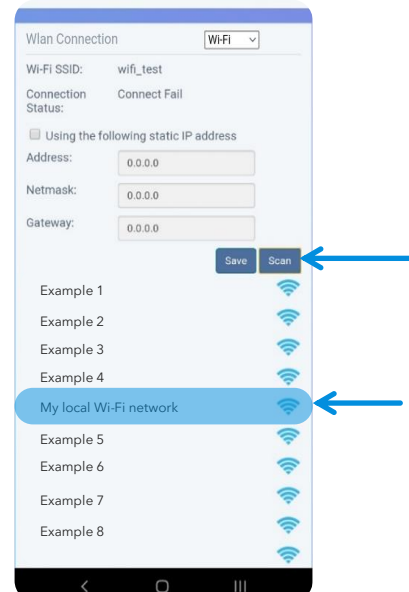 Wlan Connection Wi-Fi
Wi-Fi SSID: wifi_test
Connection Status: Connect Fail
Using the following static IP address
Address: 0.0.0.0
Netmask: 0.0.0.0
Gateway: 0.0.0.0
Save Scan
Example 1
Example 2
Example 3
Example 4
My local Wi-Fi network
Example 5
Example 6
Example 7
Example 8